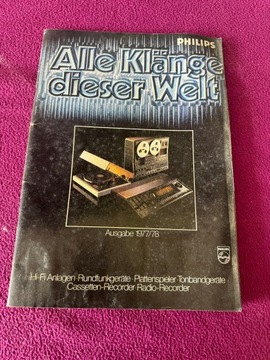 PHILIPS
Alle Klänge
dieser Welt
Ausgabe 1977/78
Hi-Fi Anlagen·Rundfunkgeräte·Plattenspieler·Tonbandgeräte
Cassetten-Recorder·Radio-Recorder